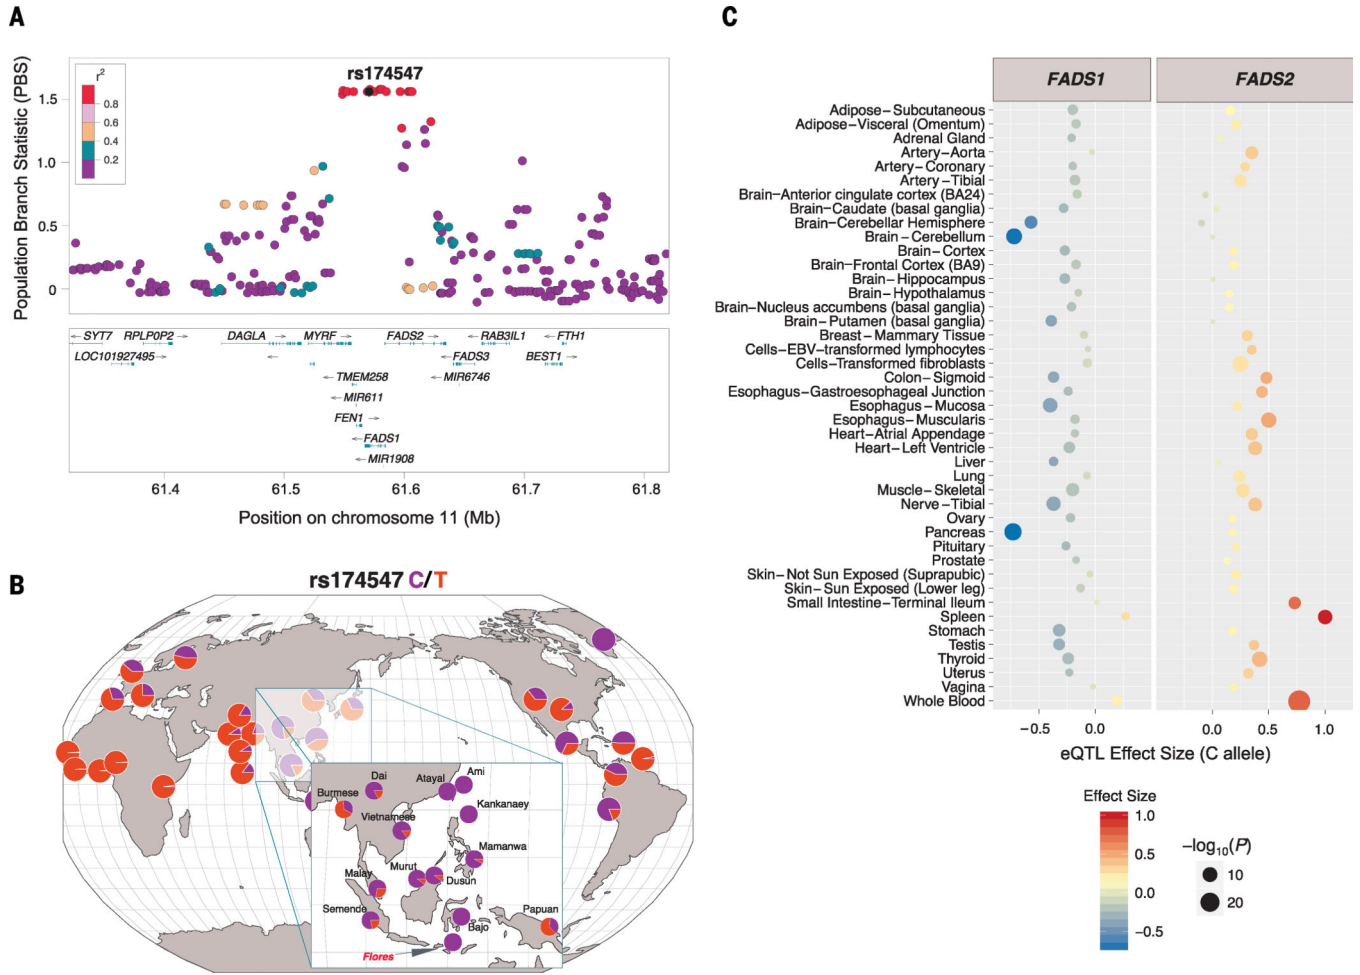 A
Population Branch Statistic (PBS)
1.5
1.0
0.5
0
r²
0.8
0.6
0.4
0.2
rs174547
SYT7
RPLP0P2
DAGLA
MYRF
FADS2
RAB3IL1
FTH1
LOC101927495
FADS3
BEST1
TMEM258
MIR6746
MIR611
FEN1
FADS1
MIR1908
61.4
61.5
61.6
61.7
61.8
Position on chromosome 11 (Mb)
B
rs174547 C/T
Dai
Atayal
Ami
Burmese
Kankanaey
Vietnamese
Mamanwa
Malay
Murut
Dusun
Semende
Papuan
Bajo
Flores
C
FADS1
FADS2
Adipose−Subcutaneous
Adipose−Visceral (Omentum)
Adrenal Gland
Artery−Aorta
Artery−Coronary
Artery−Tibial
Brain−Anterior cingulate cortex (BA24)
Brain−Caudate (basal ganglia)
Brain−Cerebellar Hemisphere
Brain−Cerebellum
Brain−Cortex
Brain−Frontal Cortex (BA9)
Brain−Hippocampus
Brain−Hypothalamus
Brain−Nucleus accumbens (basal ganglia)
Brain−Putamen (basal ganglia)
Breast−Mammary Tissue
Cells−EBV−transformed lymphocytes
Cells−Transformed fibroblasts
Colon−Sigmoid
Esophagus−Gastroesophageal Junction
Esophagus−Mucosa
Esophagus−Muscularis
Heart−Atrial Appendage
Heart−Left Ventricle
Liver
Lung
Muscle−Skeletal
Nerve−Tibial
Ovary
Pancreas
Pituitary
Prostate
Skin−Not Sun Exposed (Suprapubic)
Skin−Sun Exposed (Lower leg)
Small Intestine−Terminal Ileum
Spleen
Stomach
Testis
Thyroid
Uterus
Vagina
Whole Blood
−0.5
0.0
0.0
0.5
1.0
eQTL Effect Size (C allele)
Effect Size
1.0
0.5
0.0
−0.5
−log₁₀(P)
10
20